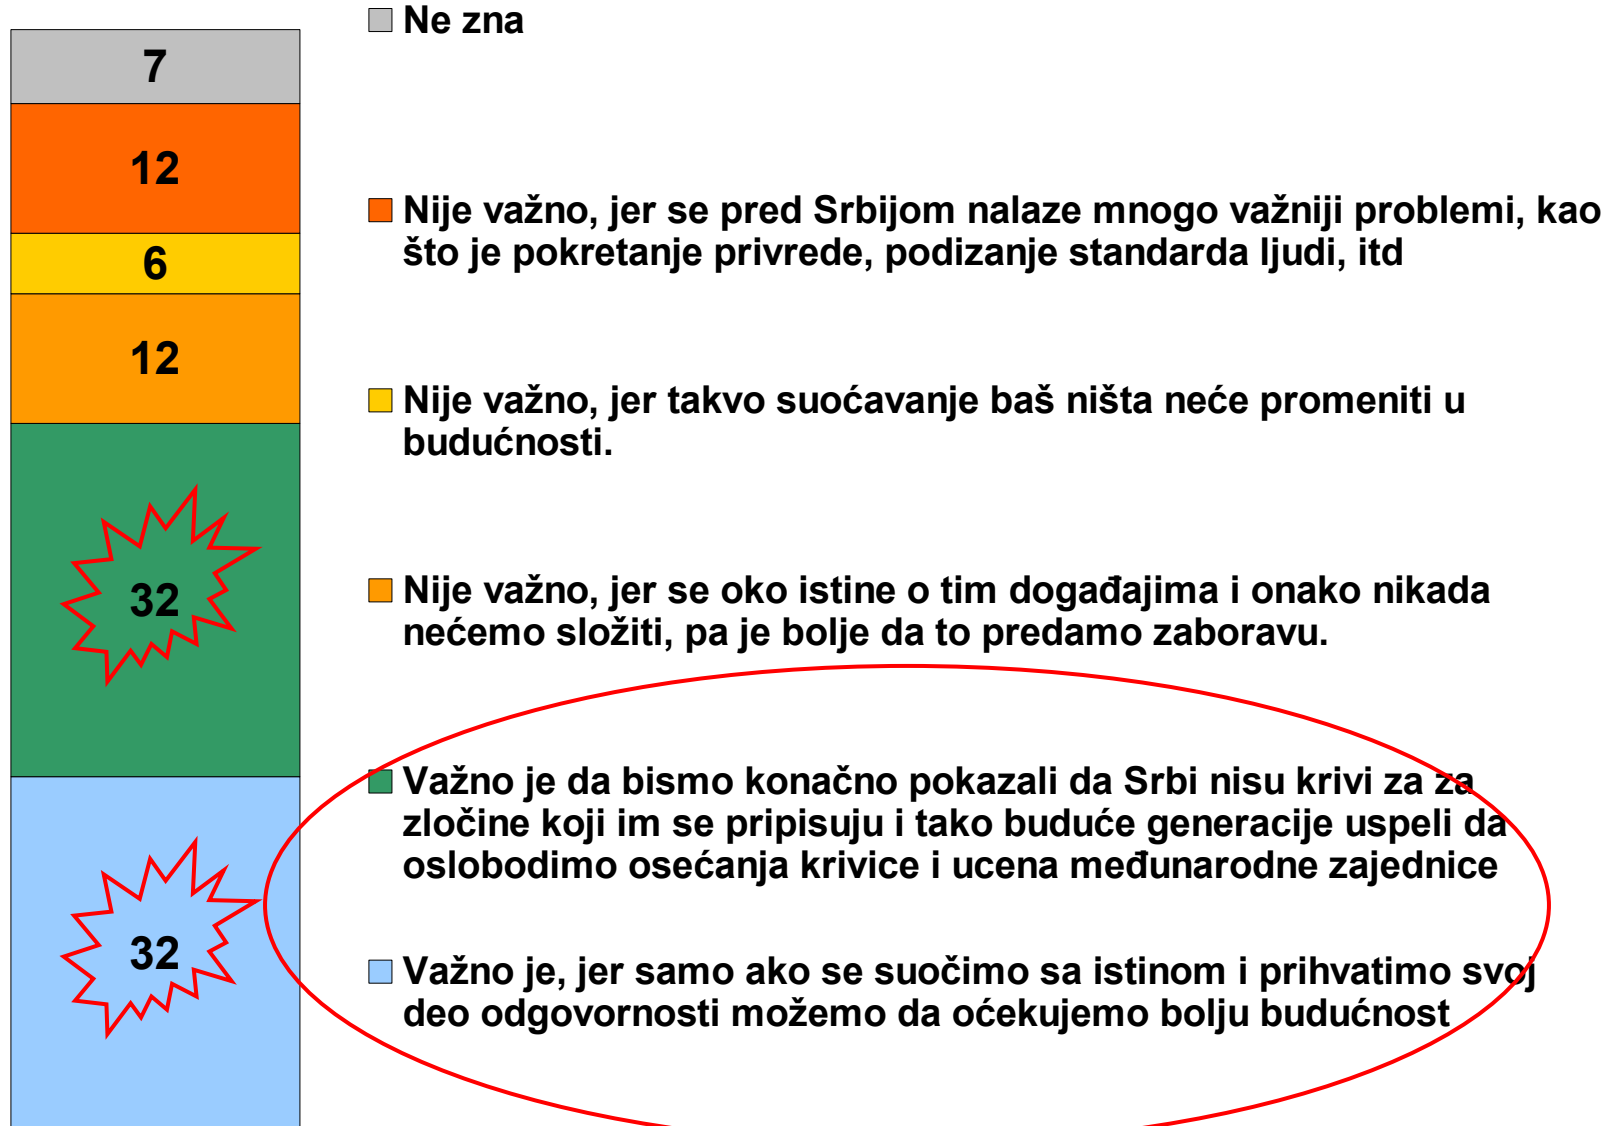 7
12
6
12
32
32
Ne zna
Nije važno, jer se pred Srbijom nalaze mnogo važniji problemi, kao
što je pokretanje privrede, podizanje standarda ljudi, itd
Nije važno, jer takvo suoćavanje baš ništa neće promeniti u
budućnosti.
Nije važno, jer se oko istine o tim događajima i onako nikada
nećemo složiti, pa je bolje da to predamo zaboravu.
Važno je da bismo konačno pokazali da Srbi nisu krivi za za
zločine koji im se pripisuju i tako buduće generacije uspeli da
oslobodimo osećanja krivice i ucena međunarodne zajednice
Važno je, jer samo ako se suočimo sa istinom i prihvatimo svoj
deo odgovornosti možemo da oćekujemo bolju budućnost